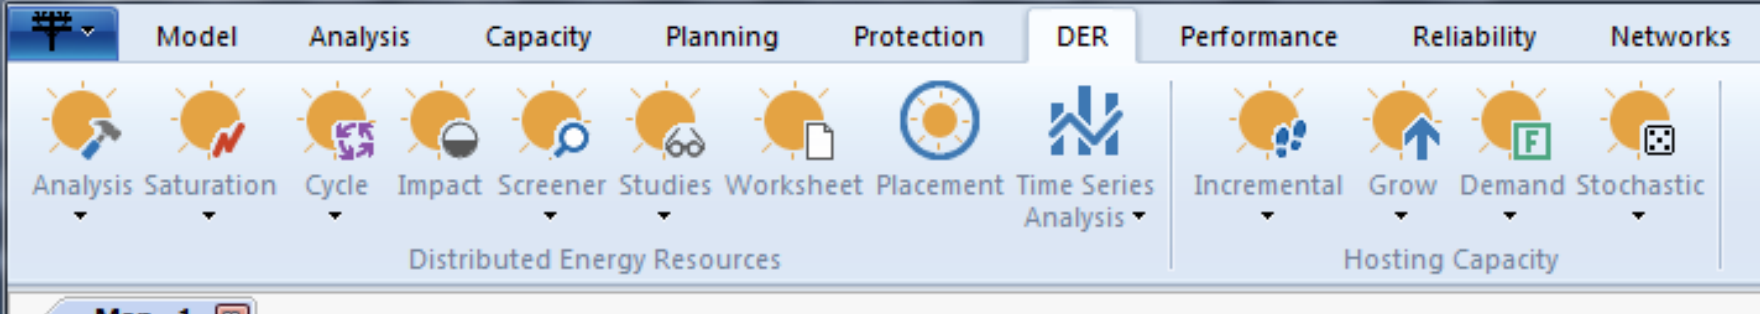 Model Analysis Capacity Planning Protection DER Performance Reliability Networks
Analysis Saturation Cycle Impact Screener Studies Worksheet Placement Time Series Analysis Incremental Grow Demand Stochastic
F
Distributed Energy Resources Hosting Capacity